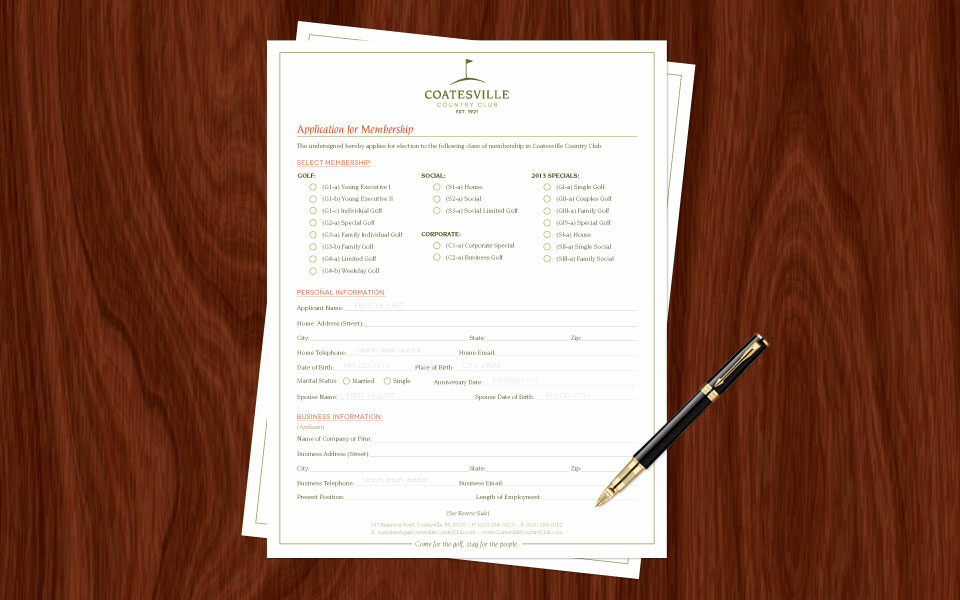 COATESVILLE
COUNTRY CLUB
EST. 1921
Application for Membership
The undersigned hereby applies for election to the following class of membership in Coatesville Country Club
SELECT MEMBERSHIP:
GOLF:
(G1-a) Young Executive I
(G1-b) Young Executive II
(G1-c) Individual Golf
(G2-a) Special Golf
(G3-a) Family Individual Golf
(G3-b) Family Golf
(G4-a) Limited Golf
(G4-b) Weekday Golf
SOCIAL:
(S1-a) House
(S2-a) Social
(S3-a) Social Limited Golf
CORPORATE:
(C1-a) Corporate Special
(C2-a) Business Golf
2013 SPECIALS:
(GI-a) Single Golf
(GII-a) Couples Golf
(GIII-a) Family Golf
(GIV-a) Special Golf
(SI-a) House
(SII-a) Single Social
(SIII-a) Family Social
PERSONAL INFORMATION:
Applicant Name: FIRST, MI, LAST
Home Address (Street):
City: State: Zip:
Home Telephone: (###) ###-#### Home Email:
Date of Birth: MM/DD/YYYY Place of Birth: CITY, STATE
Marital Status: Married Single Anniversary Date: MM/DD/YYYY
Spouse Name: FIRST, MI, LAST Spouse Date of Birth: MM/DD/YYYY
BUSINESS INFORMATION:
(Applicant)
Name of Company or Firm:
Business Address (Street):
City: State: Zip:
Business Telephone: (###) ###-#### Business Email:
Present Position: Length of Employment:
(See Reverse Side)
Reservoir Road, Coatesville, PA 19320 - P: (610) 384-3200 - F: (610) 384-
E: membership@CoatesvilleCountryClub.com - www.CoatesvilleCountryClub.com
Come for the golf, stay for the people.